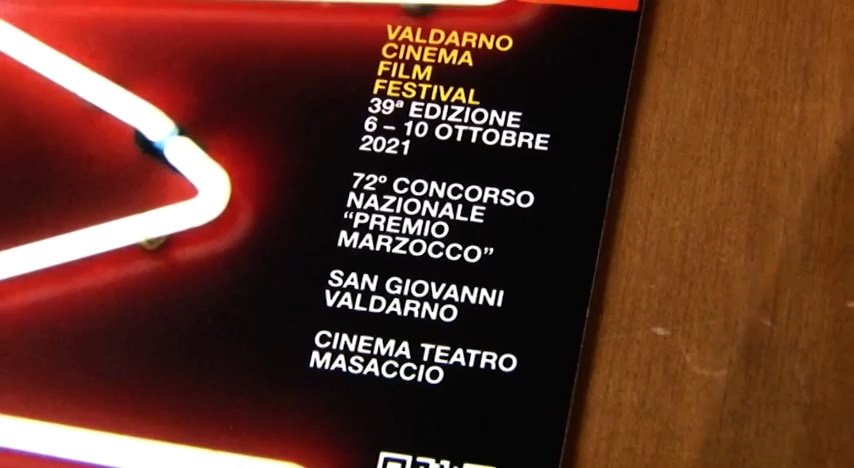 VALDARNO
CINEMA
FILM
FESTIVAL
39ª EDIZIONE
6 – 10 OTTOBRE
2021
72º CONCORSO
NAZIONALE
“PREMIO
MARZOCCO”
SAN GIOVANNI
VALDARNO
CINEMA TEATRO
MASACCIO